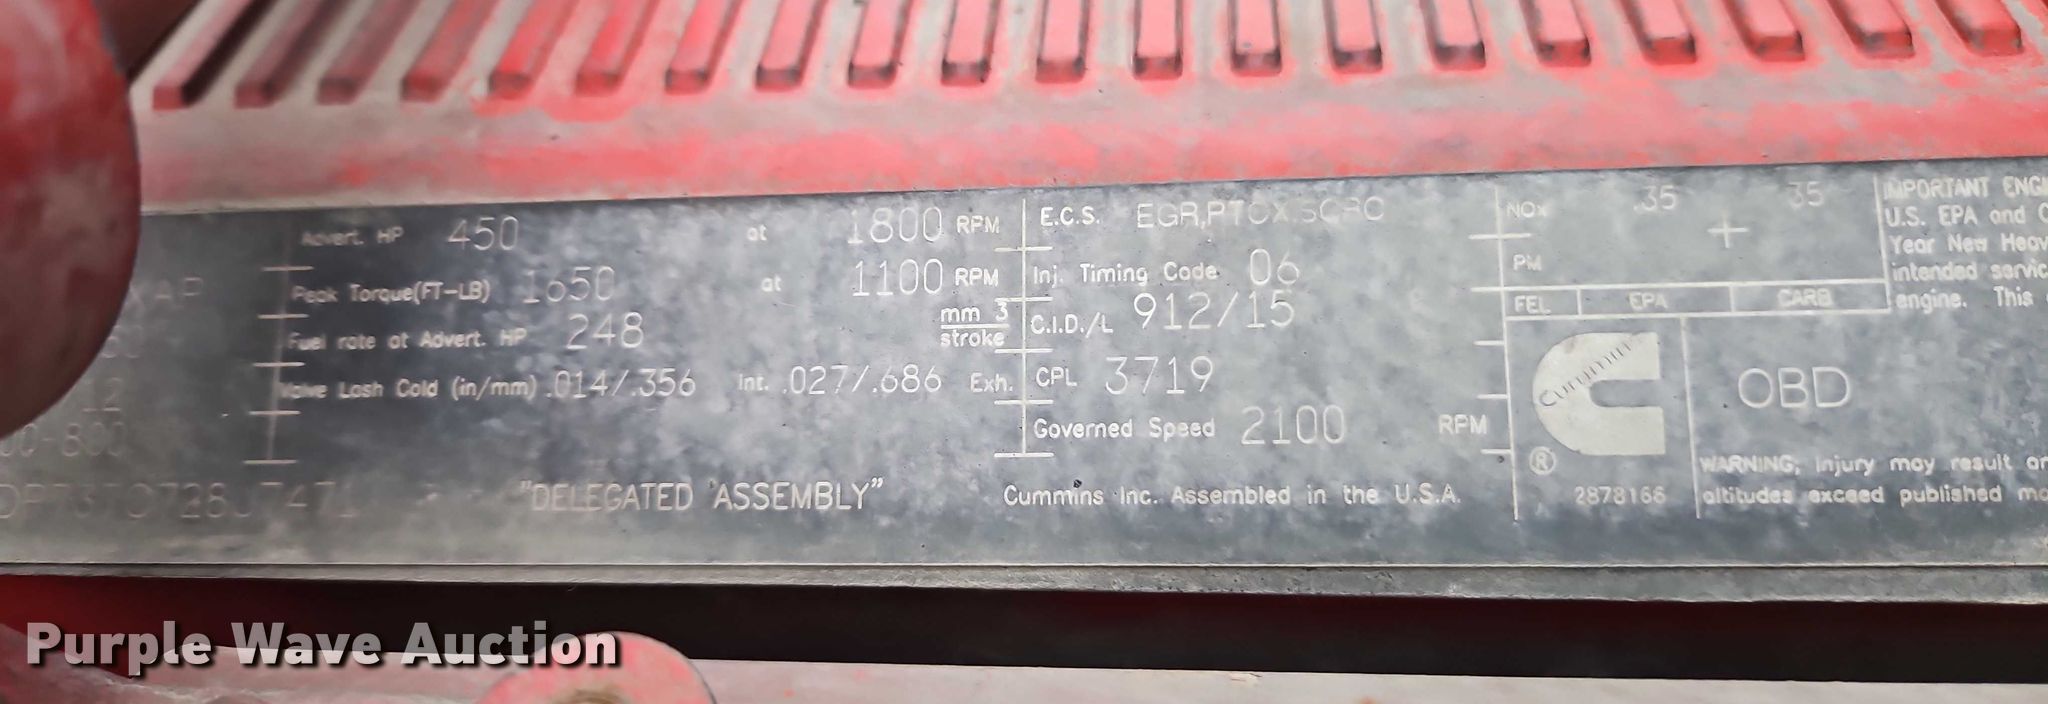 Advert. HP 450 at 1800 RPM
Peak Torque(FT-LB) 1650 at 1100 RPM
Fuel rate at Advert. HP 248 mm 3 stroke
Valve Lash Cold (in/mm) .014/.356 Int. .027/.686 Exh.
"DELEGATED ASSEMBLY"
E.C.S.
Inj. Timing Code 06
C.I.D./L 912/15
CPL 3719
Governed Speed 2100 RPM
Cummins Inc. Assembled in the U.S.A.
NOx .35 .35
PM +
FEL EPA CARB
Cummins
®
2878166
OBD
WARNING; Injury may result
altitudes exceed published
IMPORTANT
U.S. EPA and
Year New
intended
engine. This
Purple Wave Auction